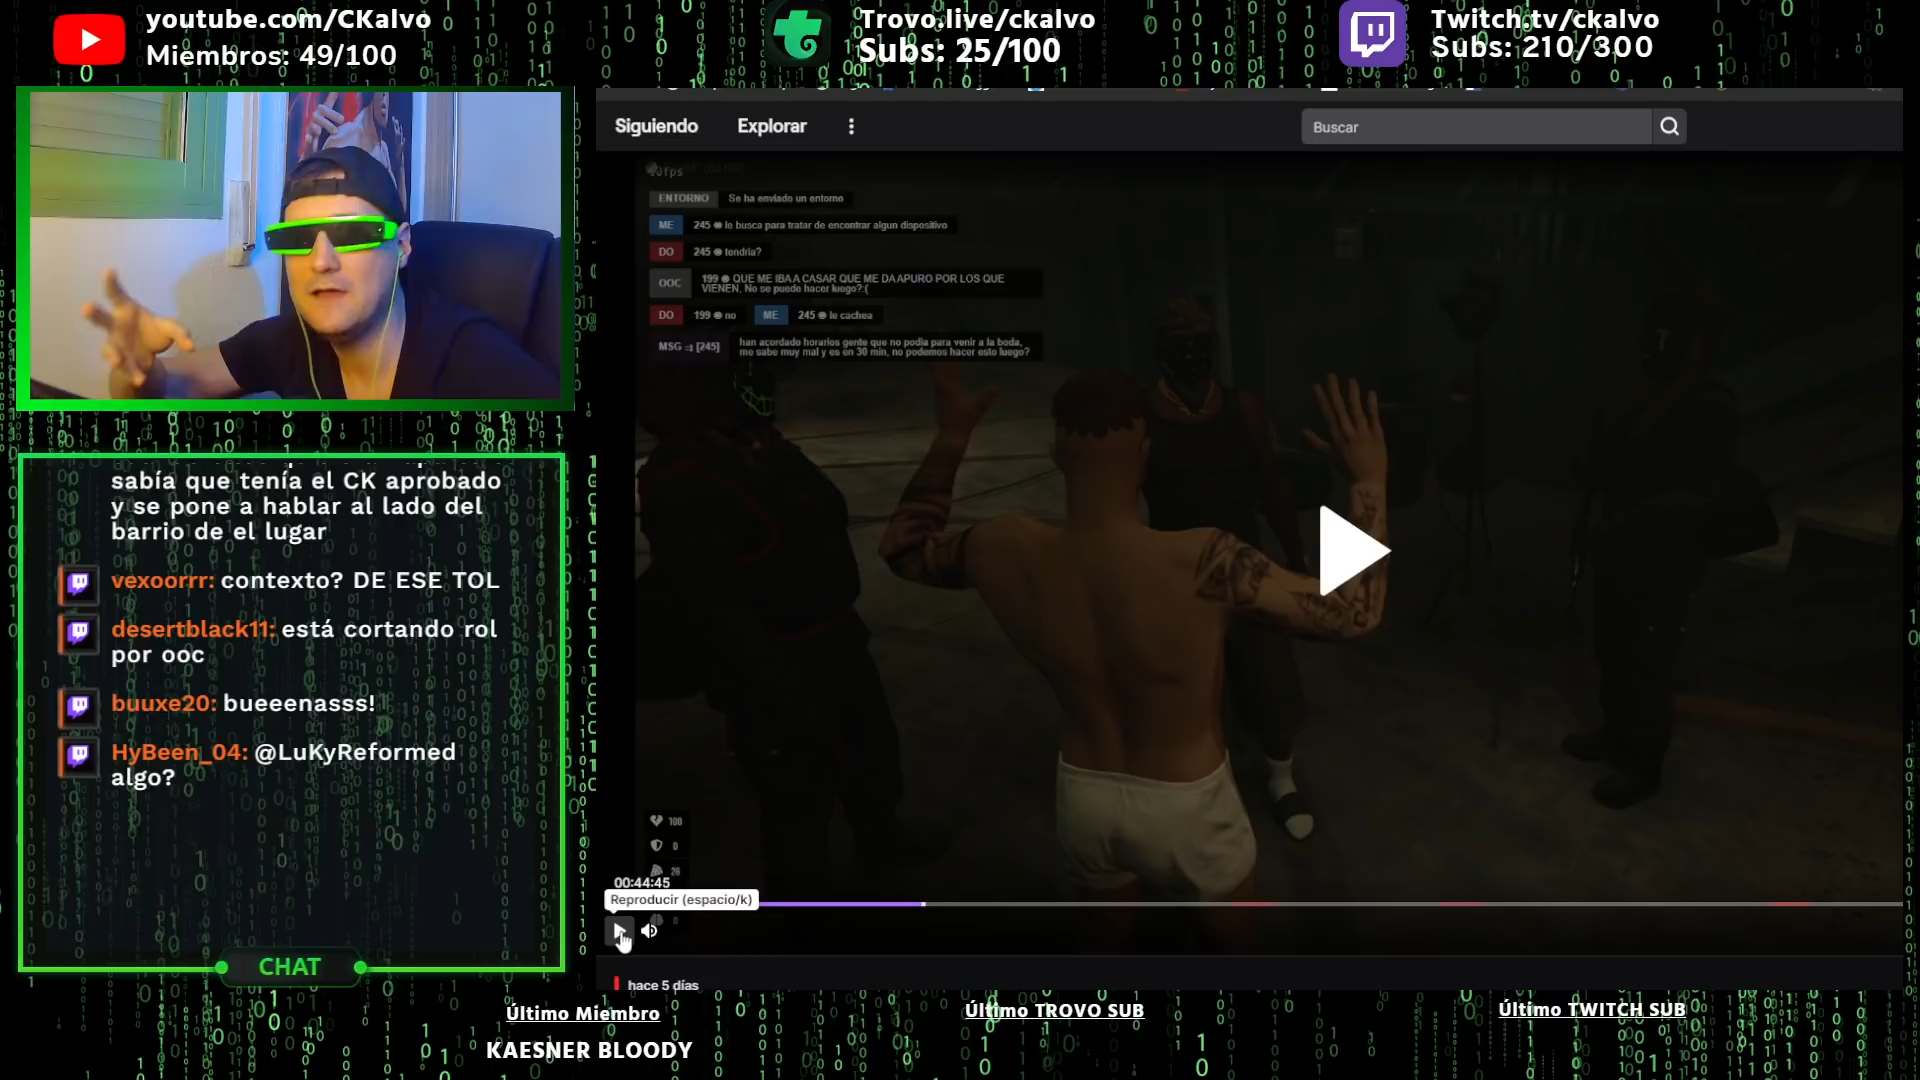 youtube.com/CKalvo
Miembros: 49/100
Trovo.live/ckalvo
Subs: 25/100
Twitch.tv/ckalvo
Subs: 210/300
Siguiendo
Explorar
Buscar
ENTORNO Se ha enviado un entorno
ME 245 le busca para tratar de encontrar algun dispositivo
DO 245 tendria?
OOC 199 QUE ME IBA A CASAR QUE ME DA APURO POR LOS QUE
VIENEN, No se puede hacer luego?:(
DO 199 no ME 245 le cachea
MSG [245] han acordado horarios gente que no podia para venir a la boda,
me sabe muy mal y es en 30 min, no podemos hacer esto luego?
100
0
26
00:44:45
Reproducir (espacio/k)
hace 5 días
sabía que tenía el CK aprobado
y se pone a hablar al lado del
barrio de el lugar
vexoorrr: contexto? DE ESE TOL
desertblack11: está cortando rol
por ooc
buuxe20: bueeenasss!
HyBeen_04: @LuKyReformed
algo?
CHAT
Último Miembro
KAESNER BLOODY
Último TROVO SUB
Último TWITCH SUB